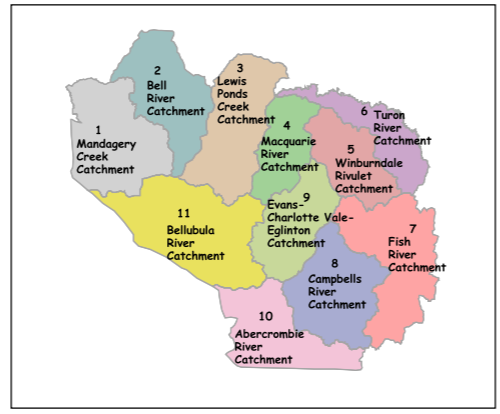 1
Mandagery
Creek
Catchment
2
Bell
River
Catchment
3
Lewis
Ponds
Creek
Catchment
4
Macquarie
River
Catchment
5
Winburndale
Rivulet
Catchment
6
Turon
River
Catchment
7
Fish
River
Catchment
8
Campbells
River
Catchment
9
Evans-
Charlotte Vale-
Eglinton
Catchment
10
Abercrombie
River
Catchment
11
Bellubula
River
Catchment